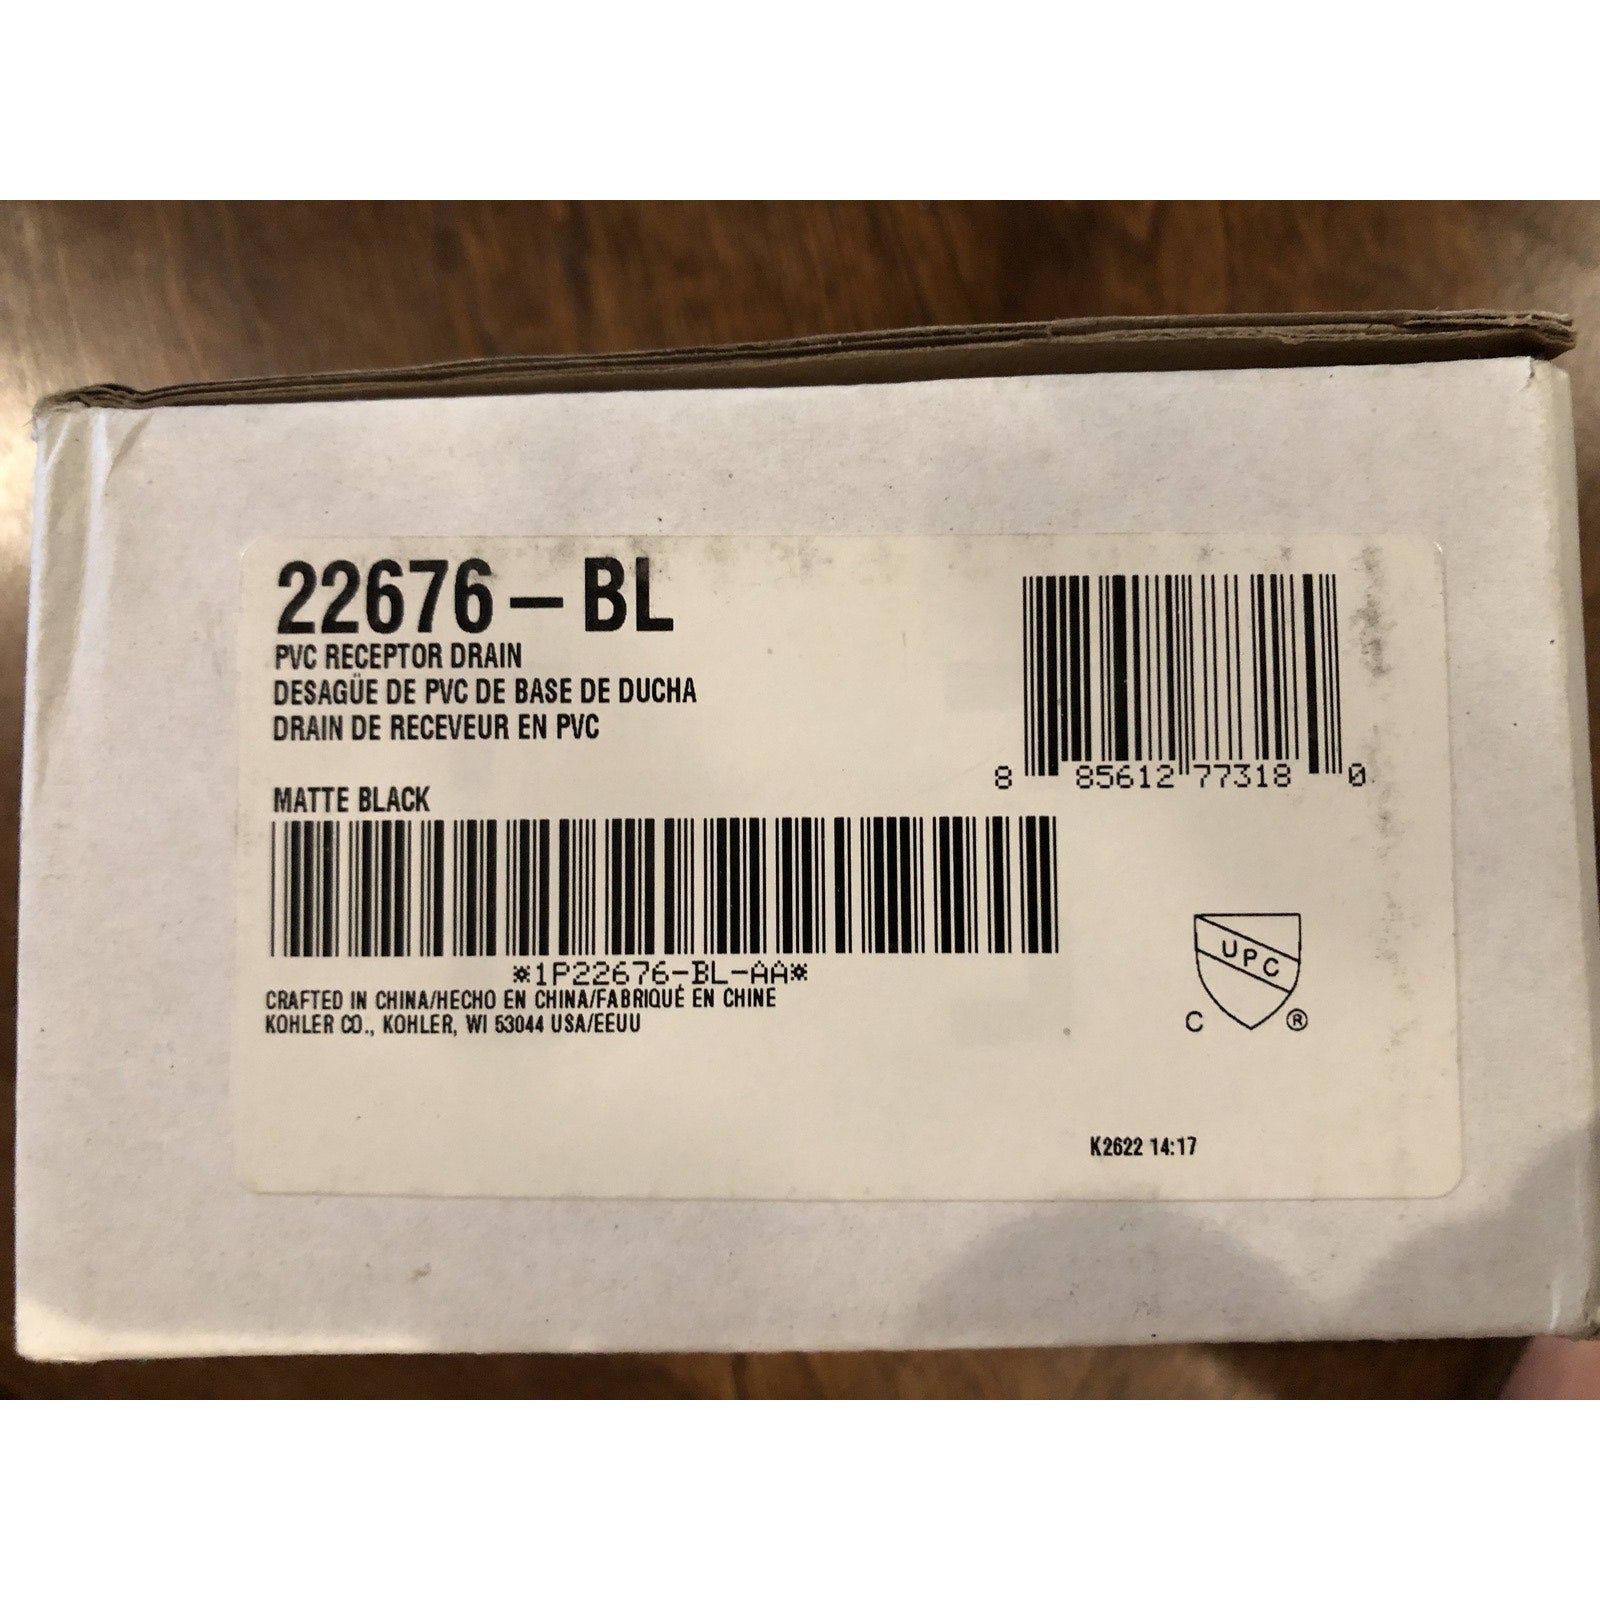 22676-BL
PVC RECEPTOR DRAIN
DESAGÜE DE PVC DE BASE DE DUCHA
DRAIN DE RECEVEUR EN PVC
MATTE BLACK
8 85612 77318 0
*1P22676-BL-AA*
CRAFTED IN CHINA/HECHO EN CHINA/FABRIQUÉ EN CHINE
KOHLER CO., KOHLER, WI 53044 USA/EEUU
UPC
C ®
K2622 14:17